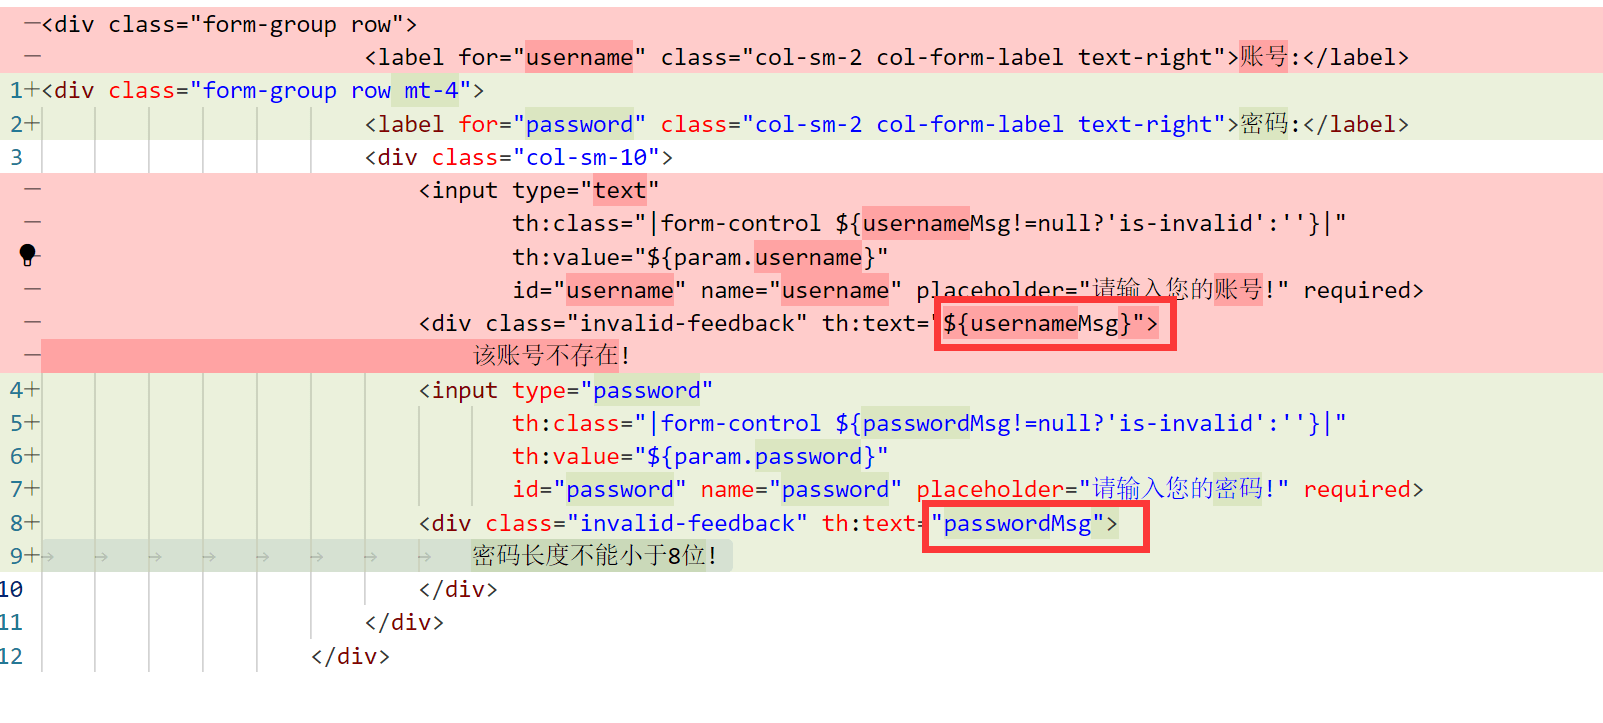 −<div class="form-group row">
− <label for="username" class="col-sm-2 col-form-label text-right">账号:</label>
1+<div class="form-group row mt-4">
2+ <label for="password" class="col-sm-2 col-form-label text-right">密码:</label>
3 <div class="col-sm-10">
− <input type="text"
− th:class="|form-control ${usernameMsg!=null?'is-invalid':''}|"
− th:value="${param.username}"
− id="username" name="username" placeholder="请输入您的账号!" required>
− <div class="invalid-feedback" th:text="${usernameMsg}">
− 该账号不存在!
4+ <input type="password"
5+ th:class="|form-control ${passwordMsg!=null?'is-invalid':''}|"
6+ th:value="${param.password}"
7+ id="password" name="password" placeholder="请输入您的密码!" required>
8+ <div class="invalid-feedback" th:text="passwordMsg">
9+ 密码长度不能小于8位!
10 </div>
11 </div>
12 </div>